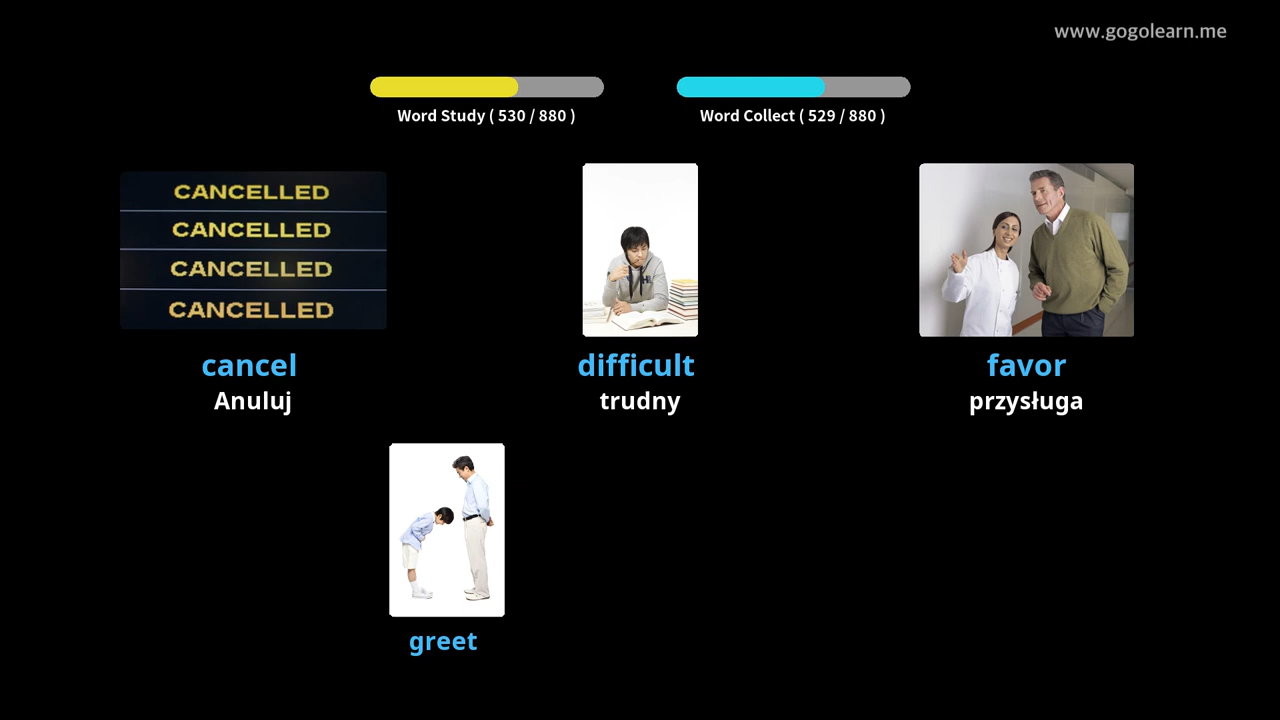 www.gogolearn.me
Word Study ( 530 / 880 )
Word Collect ( 529 / 880 )
CANCELLED
CANCELLED
CANCELLED
CANCELLED
cancel
Anuluj
difficult
trudny
favor
przysługa
greet